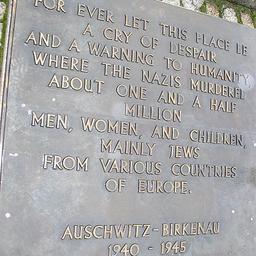 FOR EVER LET THIS PLACE BE
A CRY OF DESPAIR
AND A WARNING TO HUMANITY
WHERE THE NAZIS MURDERED
ABOUT ONE AND A HALF
MILLION
MEN, WOMEN, AND CHILDREN,
MAINLY JEWS
FROM VARIOUS COUNTRIES
OF EUROPE.
AUSCHWITZ-BIRKENAU
1940 - 1945